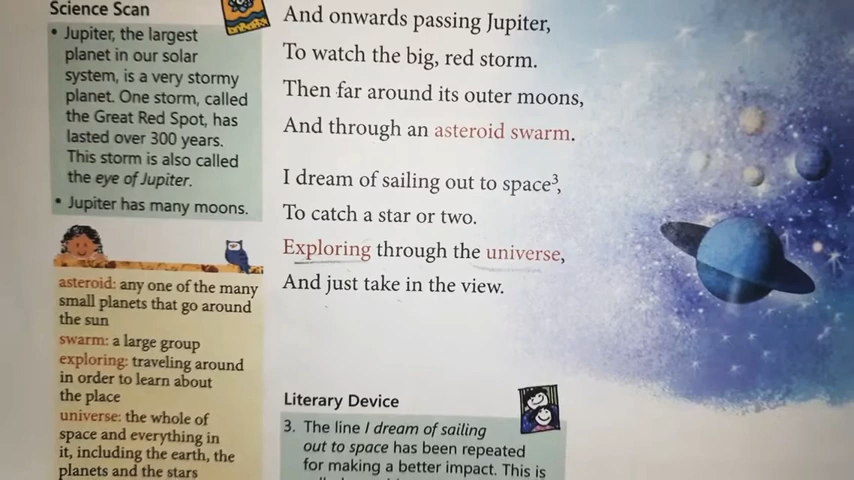 Science Scan
• Jupiter, the largest
planet in our solar
system, is a very stormy
planet. One storm, called
the Great Red Spot, has
lasted over 300 years.
This storm is also called
the eye of Jupiter.
• Jupiter has many moons.
asteroid: any one of the many
small planets that go around
the sun
swarm: a large group
exploring: traveling around
in order to learn about
the place
universe: the whole of
space and everything in
it, including the earth, the
planets and the stars
And onwards passing Jupiter,
To watch the big, red storm.
Then far around its outer moons,
And through an asteroid swarm.
I dream of sailing out to space³,
To catch a star or two.
Exploring through the universe,
And just take in the view.
Literary Device
3. The line I dream of sailing
out to space has been repeated
for making a better impact. This is